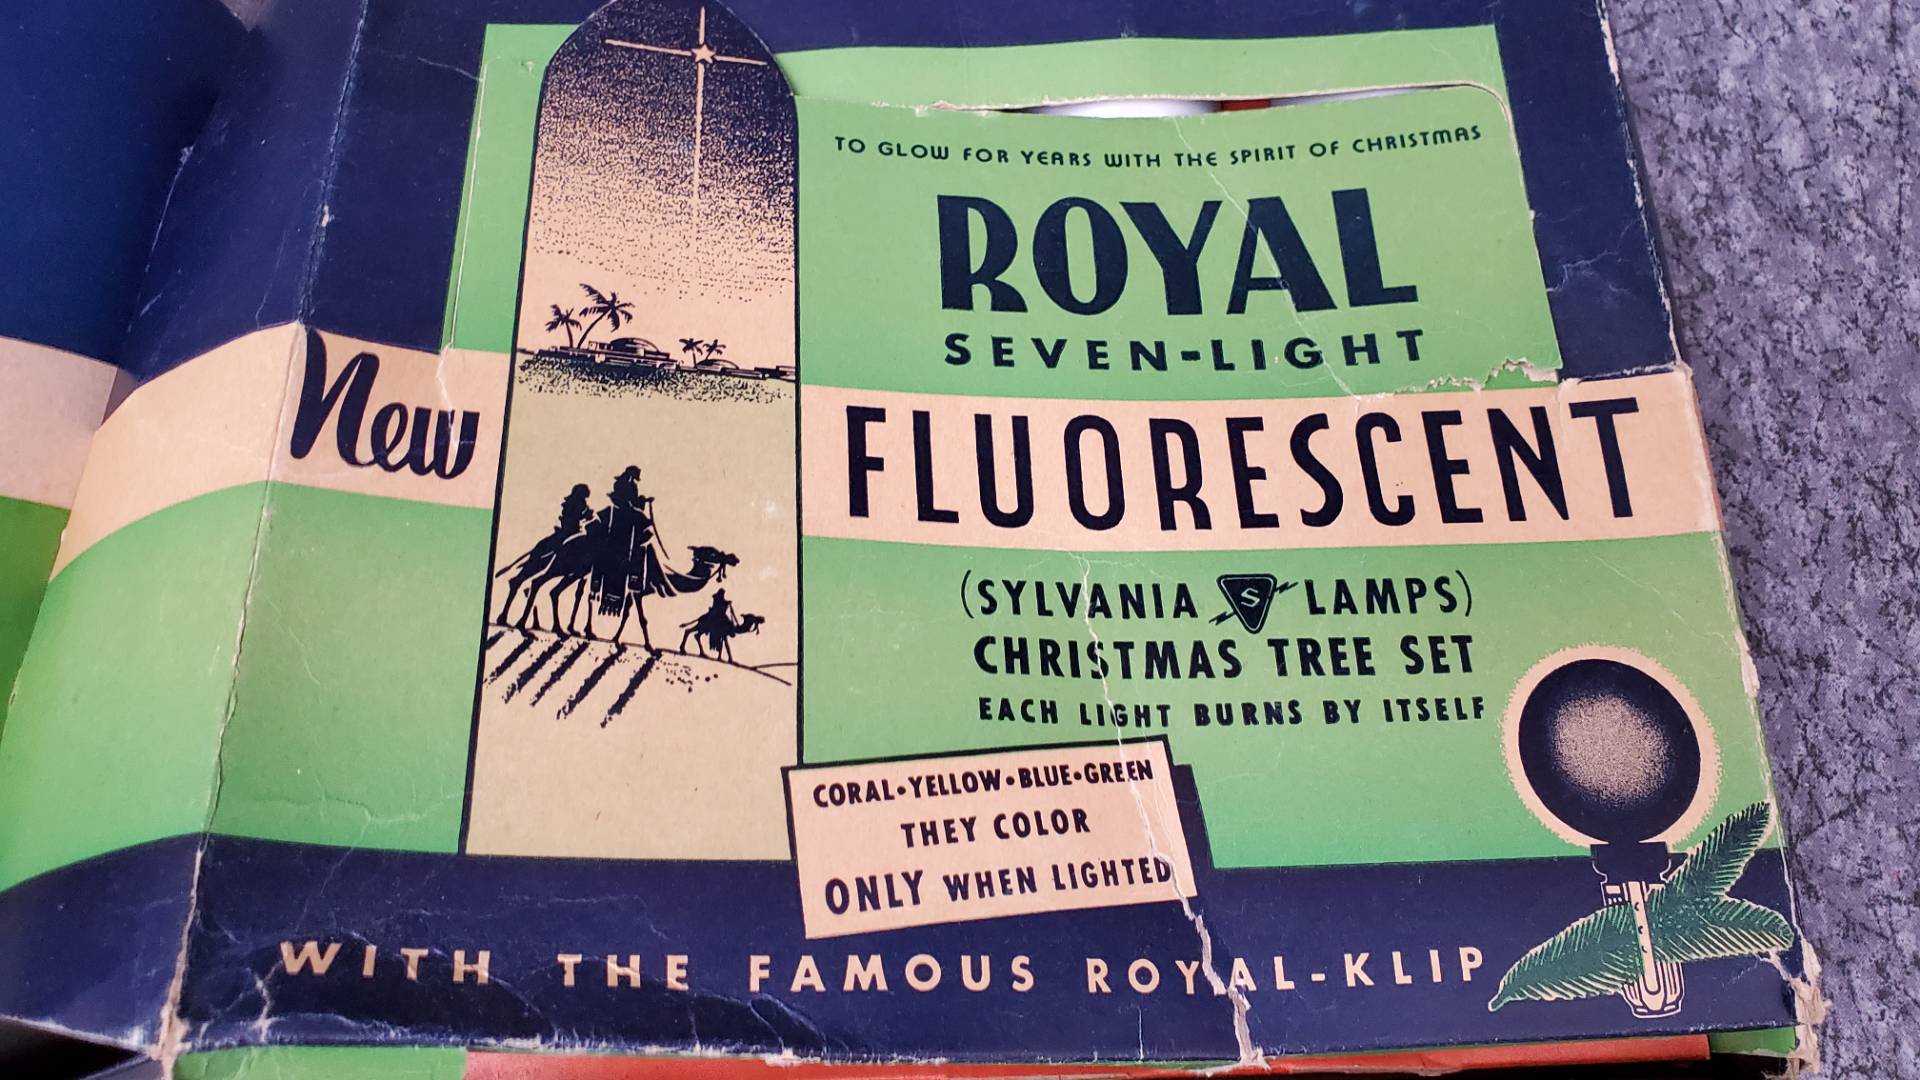 TO GLOW FOR YEARS WITH THE SPIRIT OF CHRISTMAS
ROYAL
SEVEN-LIGHT
New
FLUORESCENT
(SYLVANIA S LAMPS)
CHRISTMAS TREE SET
EACH LIGHT BURNS BY ITSELF
CORAL•YELLOW•BLUE•GREEN
THEY COLOR
ONLY WHEN LIGHTED
WITH THE FAMOUS ROYAL-KLIP